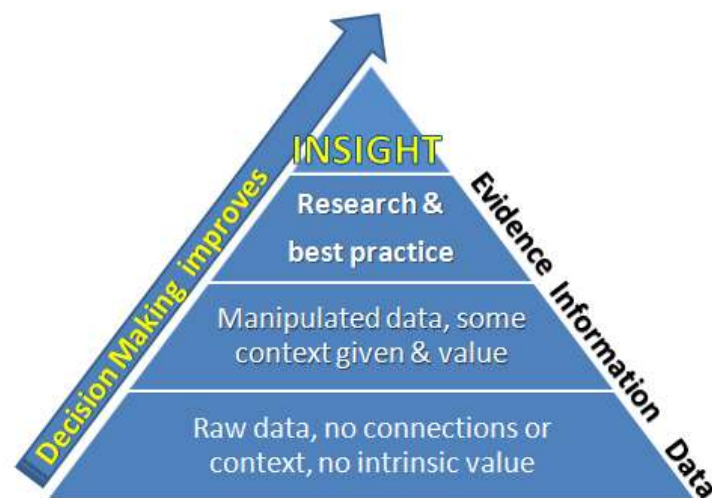 INSIGHT
Research &
best practice
Manipulated data, some
context given & value
Raw data, no connections or
context, no intrinsic value
Decision Making improves
Evidence Information Data